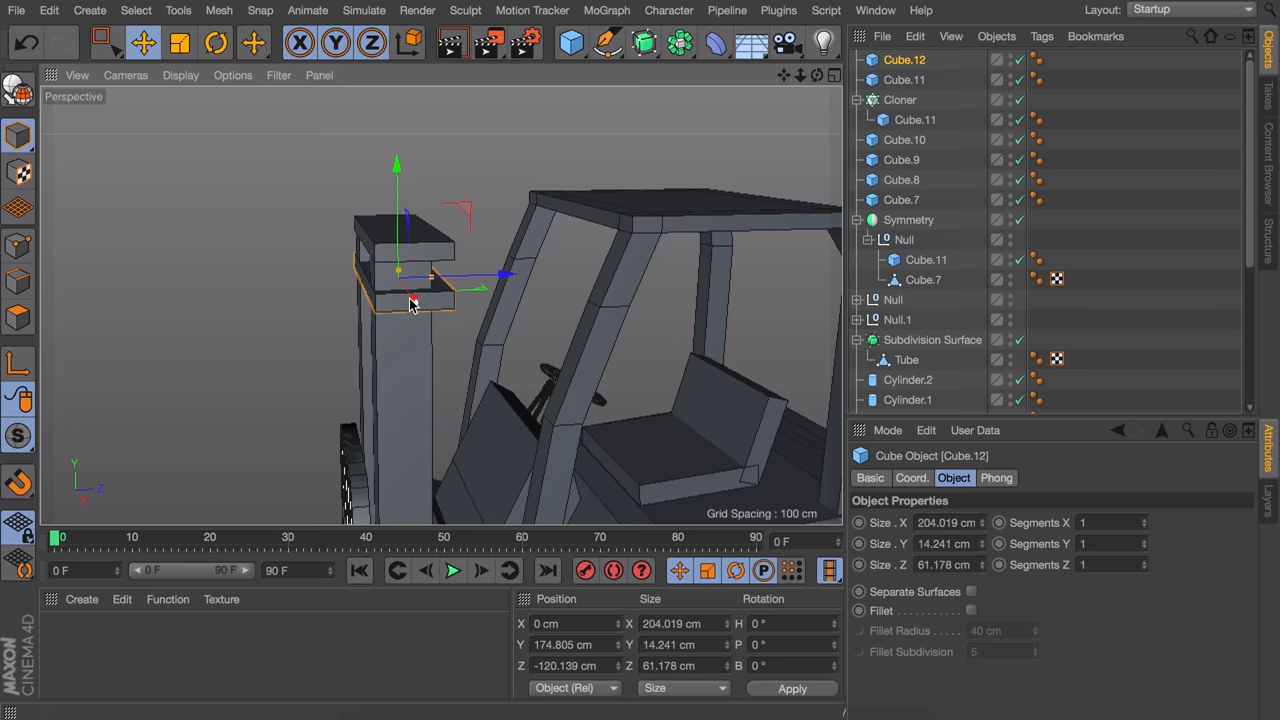 File Edit Create Select Tools Mesh Snap Animate Simulate Render Sculpt Motion Tracker MoGraph Character Pipeline Plugins Script Window Help Layout: Startup
X Y Z
View Cameras Display Options Filter Panel
Perspective
Y
Z
X
Grid Spacing : 100 cm
0 10 20 30 40 50 60 70 80 90 0 F
0 F 0 F 90 F 90 F
Create Edit Function Texture
Position Size Rotation
X 0 cm X 204.019 cm H 0 °
Y 174.805 cm Y 14.241 cm P 0 °
Z -120.139 cm Z 61.178 cm B 0 °
Object (Rel) Size Apply
MAXON
CINEMA 4D
File Edit View Objects Tags Bookmarks
Cube.12
Cube.11
Cloner
Cube.11
Cube.10
Cube.9
Cube.8
Cube.7
Symmetry
Null
Cube.11
Cube.7
Null
Null.1
Subdivision Surface
Tube
Cylinder.2
Cylinder.1
Mode Edit User Data
Cube Object [Cube.12]
Basic Coord. Object Phong
Object Properties
Size . X 204.019 cm Segments X 1
Size . Y 14.241 cm Segments Y 1
Size . Z 61.178 cm Segments Z 1
Separate Surfaces
Fillet . . . . . . . . . . .
Fillet Radius . . . . . 40 cm
Fillet Subdivision 5
Objects
Takes
Content Browser
Structure
Attributes
Layers